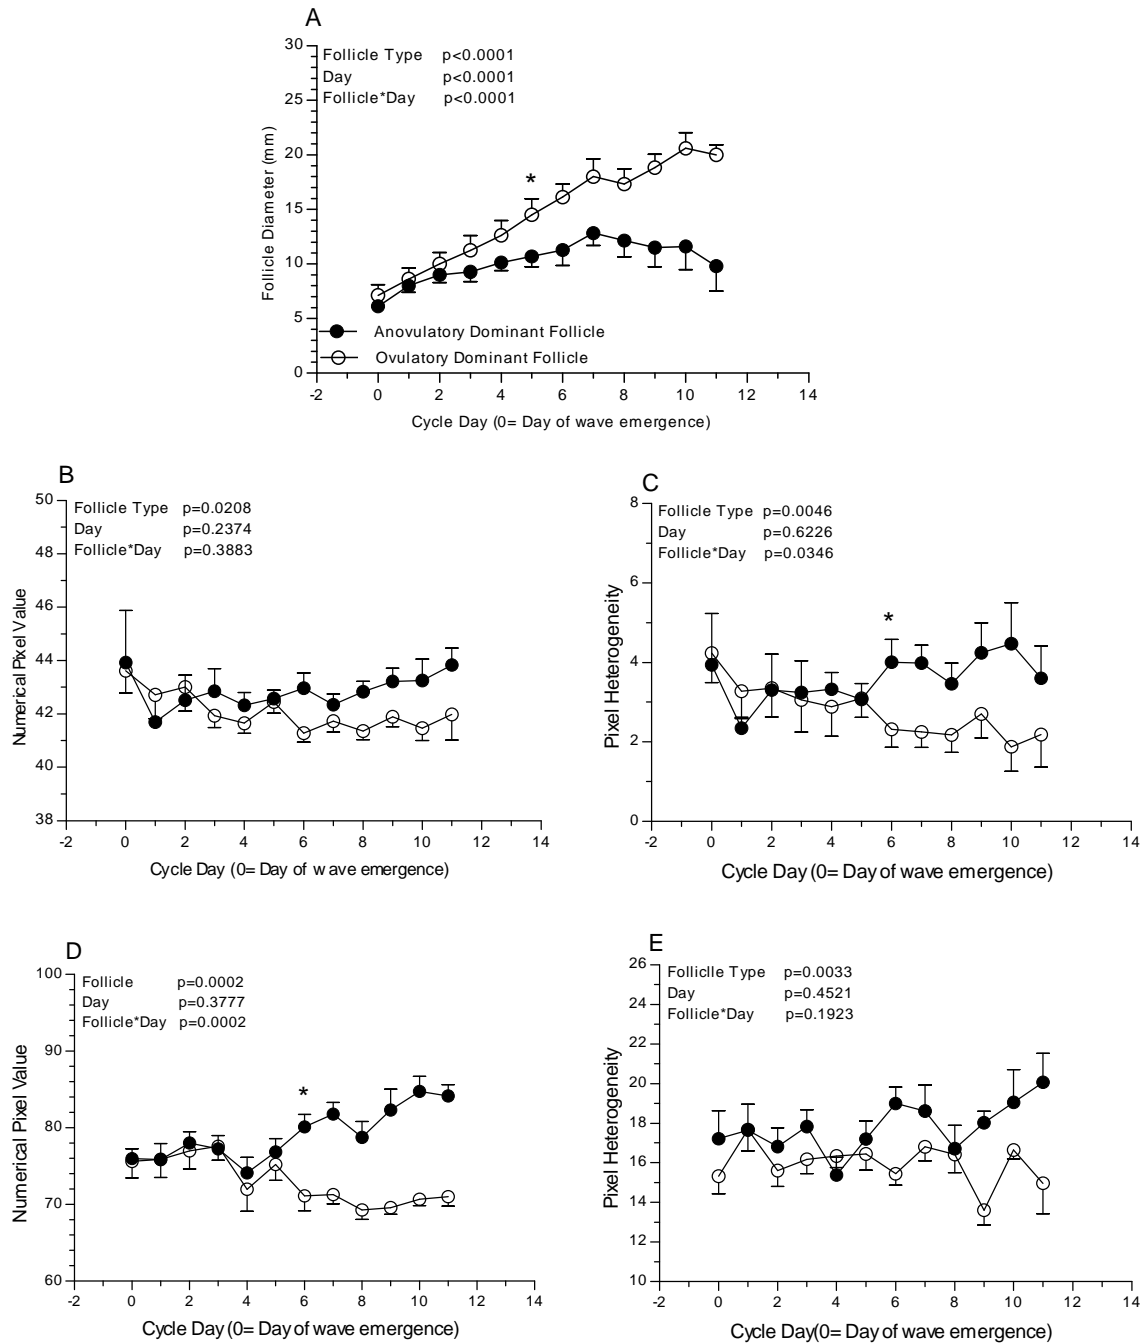 A
Follicle Type p<0.0001
Day p<0.0001
Follicle*Day p<0.0001
30
25
20
15
10
5
0
*
Anovulatory Dominant Follicle
Ovulatory Dominant Follicle
Follicle Diameter (mm)
-2 0 2 4 6 8 10 12 14
Cycle Day (0= Day of wave emergence)
B
Follicle Type p=0.0208
Day p=0.2374
Follicle*Day p=0.3883
50
48
46
44
42
40
38
Numerical Pixel Value
-2 0 2 4 6 8 10 12 14
Cycle Day (0= Day of wave emergence)
C
Follicle Type p=0.0046
Day p=0.6226
Follicle*Day p=0.0346
8
6
4
2
0
*
Pixel Heterogeneity
-2 0 2 4 6 8 10 12 14
Cycle Day (0= Day of wave emergence)
D
Follicle p=0.0002
Day p=0.3777
Follicle*Day p=0.0002
100
90
80
70
60
*
Numerical Pixel Value
-2 0 2 4 6 8 10 12 14
Cycle Day (0= Day of wave emergence)
E
Folliclle Type p=0.0033
Day p=0.4521
Follicle*Day p=0.1923
26
24
22
20
18
16
14
12
10
Pixel Heterogeneity
-2 0 2 4 6 8 10 12 14
Cycle Day(0= Day of wave emergence)